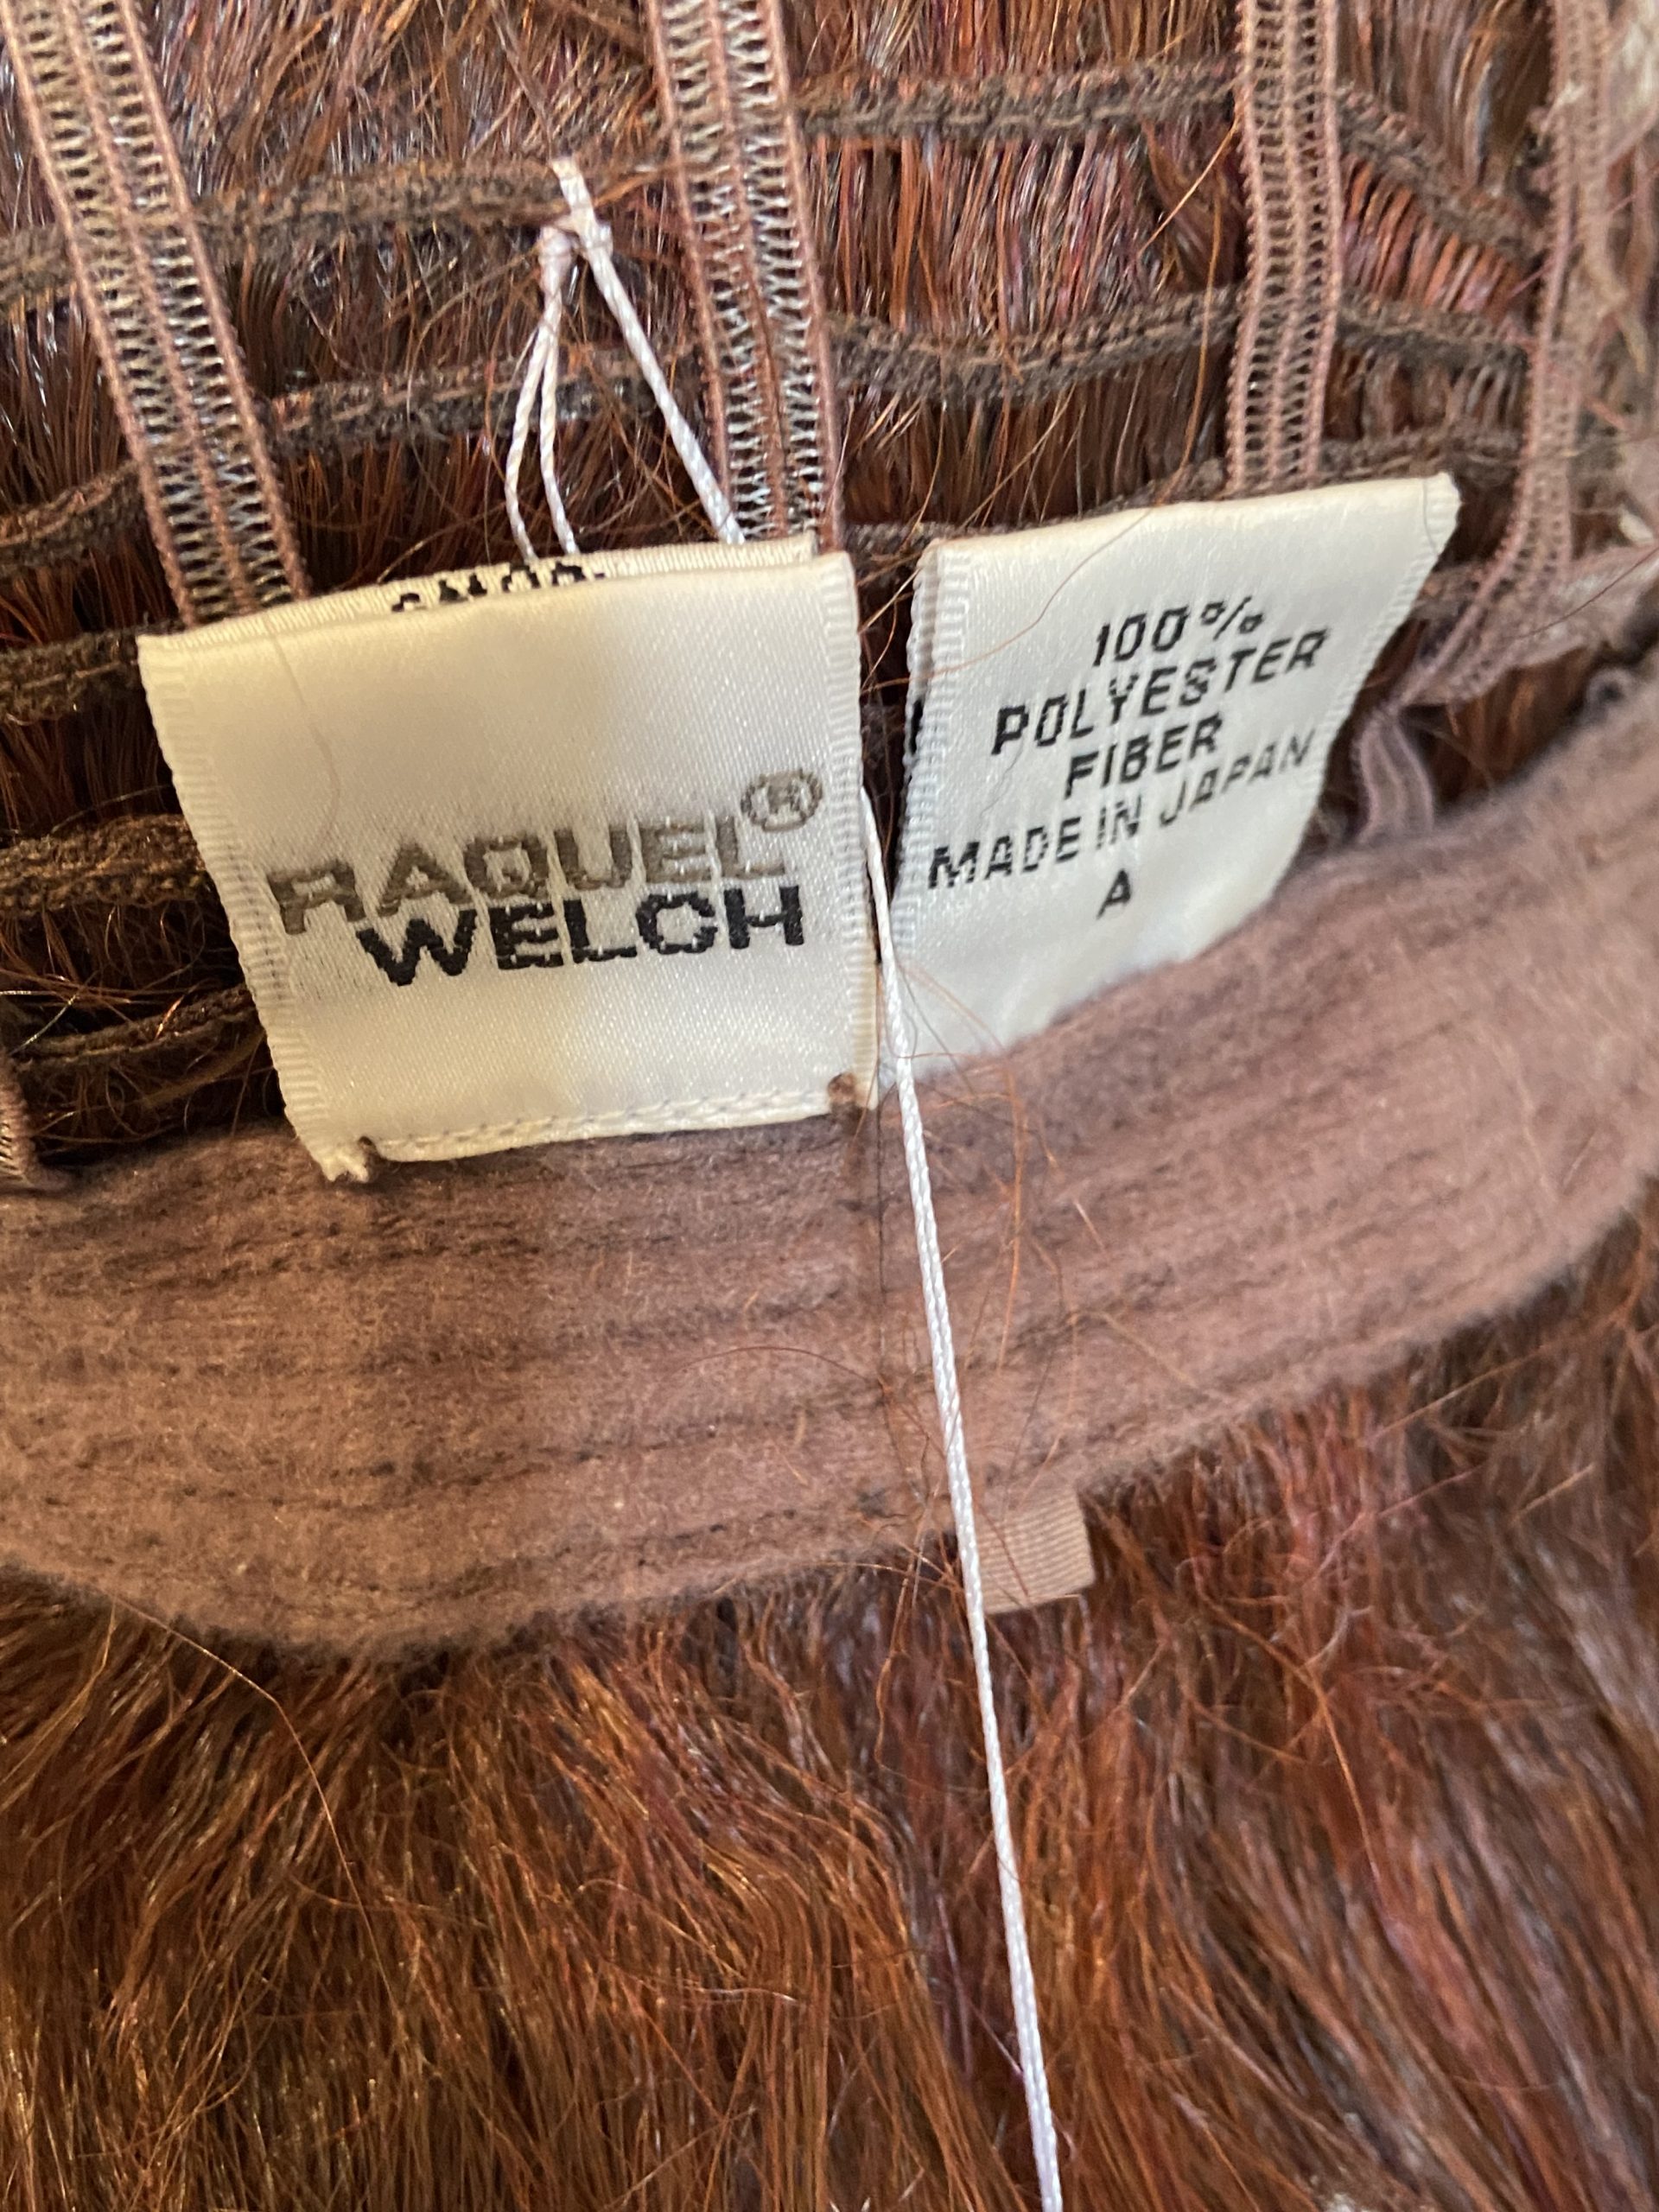 RAQUEL®
WELCH
100%
POLYESTER
FIBER
MADE IN JAPAN
A